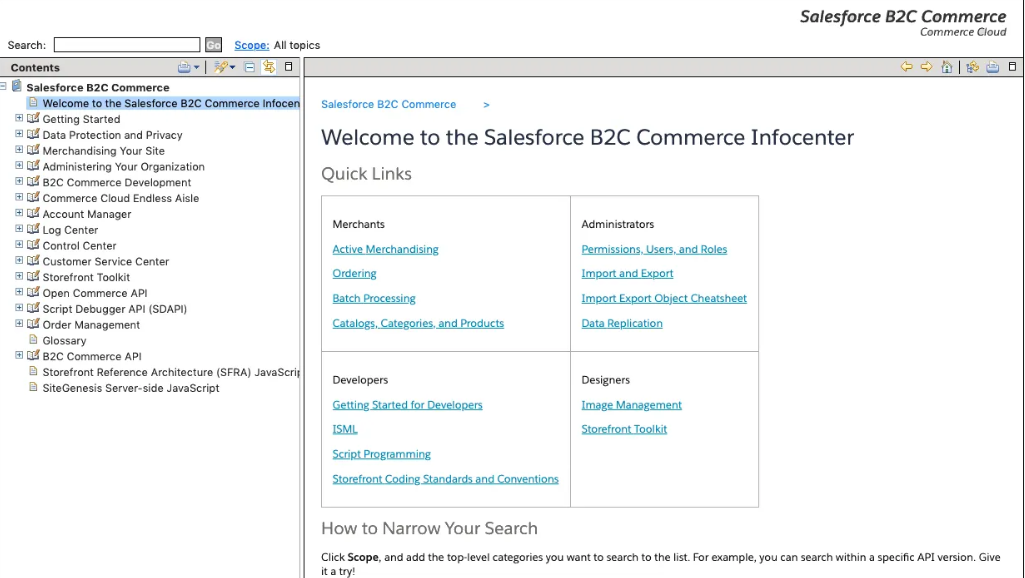 Salesforce B2C Commerce
Commerce Cloud
Search: Go Scope: All topics
Contents
Salesforce B2C Commerce
Welcome to the Salesforce B2C Commerce Infocen
Getting Started
Data Protection and Privacy
Merchandising Your Site
Administering Your Organization
B2C Commerce Development
Commerce Cloud Endless Aisle
Account Manager
Log Center
Control Center
Customer Service Center
Storefront Toolkit
Open Commerce API
Script Debugger API (SDAPI)
Order Management
Glossary
B2C Commerce API
Storefront Reference Architecture (SFRA) JavaScrip
SiteGenesis Server-side JavaScript
Salesforce B2C Commerce >
Welcome to the Salesforce B2C Commerce Infocenter
Quick Links
Merchants
Active Merchandising
Ordering
Batch Processing
Catalogs, Categories, and Products
Administrators
Permissions, Users, and Roles
Import and Export
Import Export Object Cheatsheet
Data Replication
Developers
Getting Started for Developers
ISML
Script Programming
Storefront Coding Standards and Conventions
Designers
Image Management
Storefront Toolkit
How to Narrow Your Search
Click Scope, and add the top-level categories you want to search to the list. For example, you can search within a specific API version. Give
it a try!